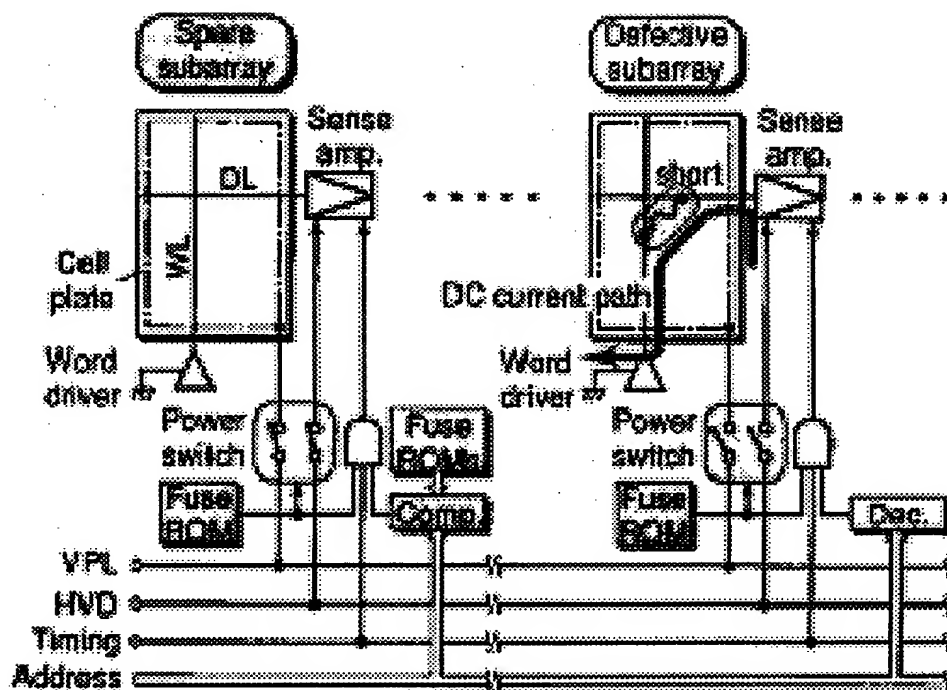 Spare
subarray
Defective
subarray
Sense
amp.
DL
WL
Cell
plate
Word
driver
Power
switch
Fuse
ROM
Fuse
ROMs
Comp.
Sense
amp.
short
DC current path
Word
driver
Power
switch
Fuse
ROM
Dec.
VPL
HVD
Timing
Address